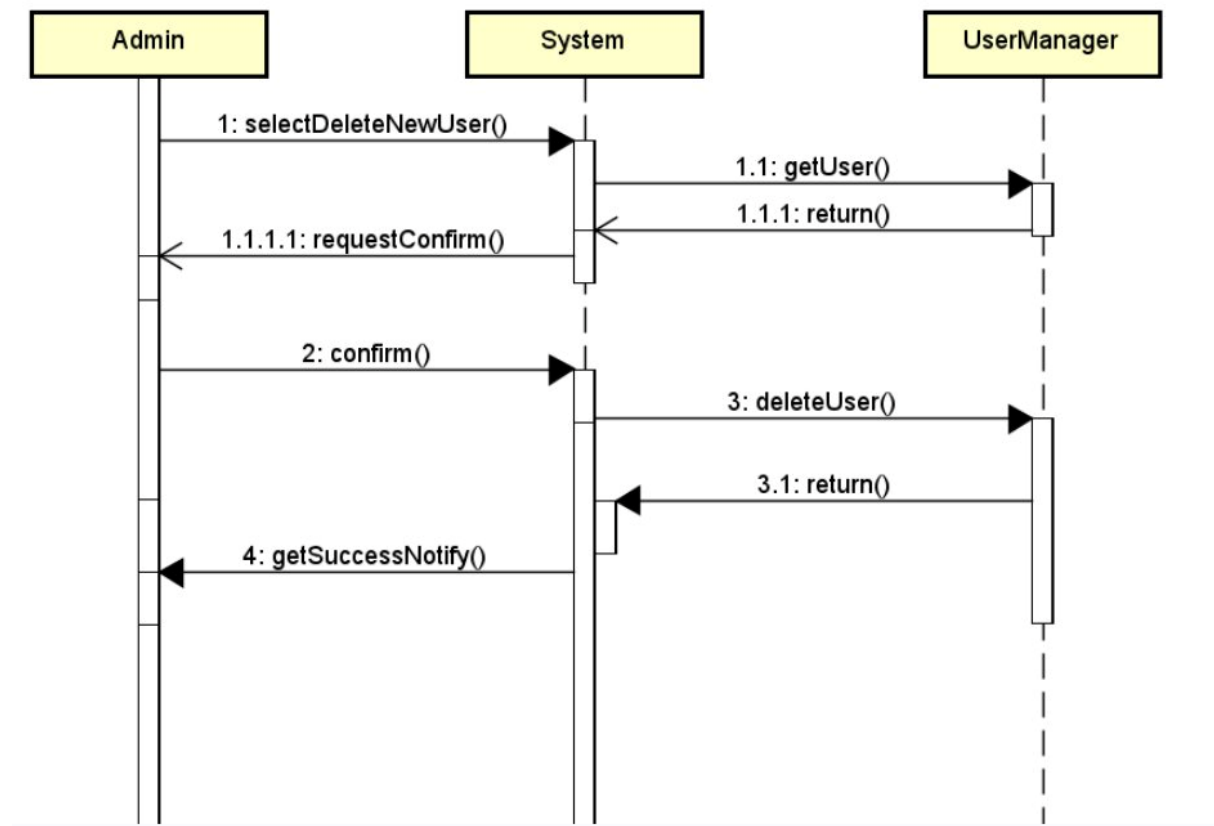 Admin
System
UserManager
1: selectDeleteNewUser()
1.1: getUser()
1.1.1: return()
1.1.1.1: requestConfirm()
2: confirm()
3: deleteUser()
3.1: return()
4: getSuccessNotify()